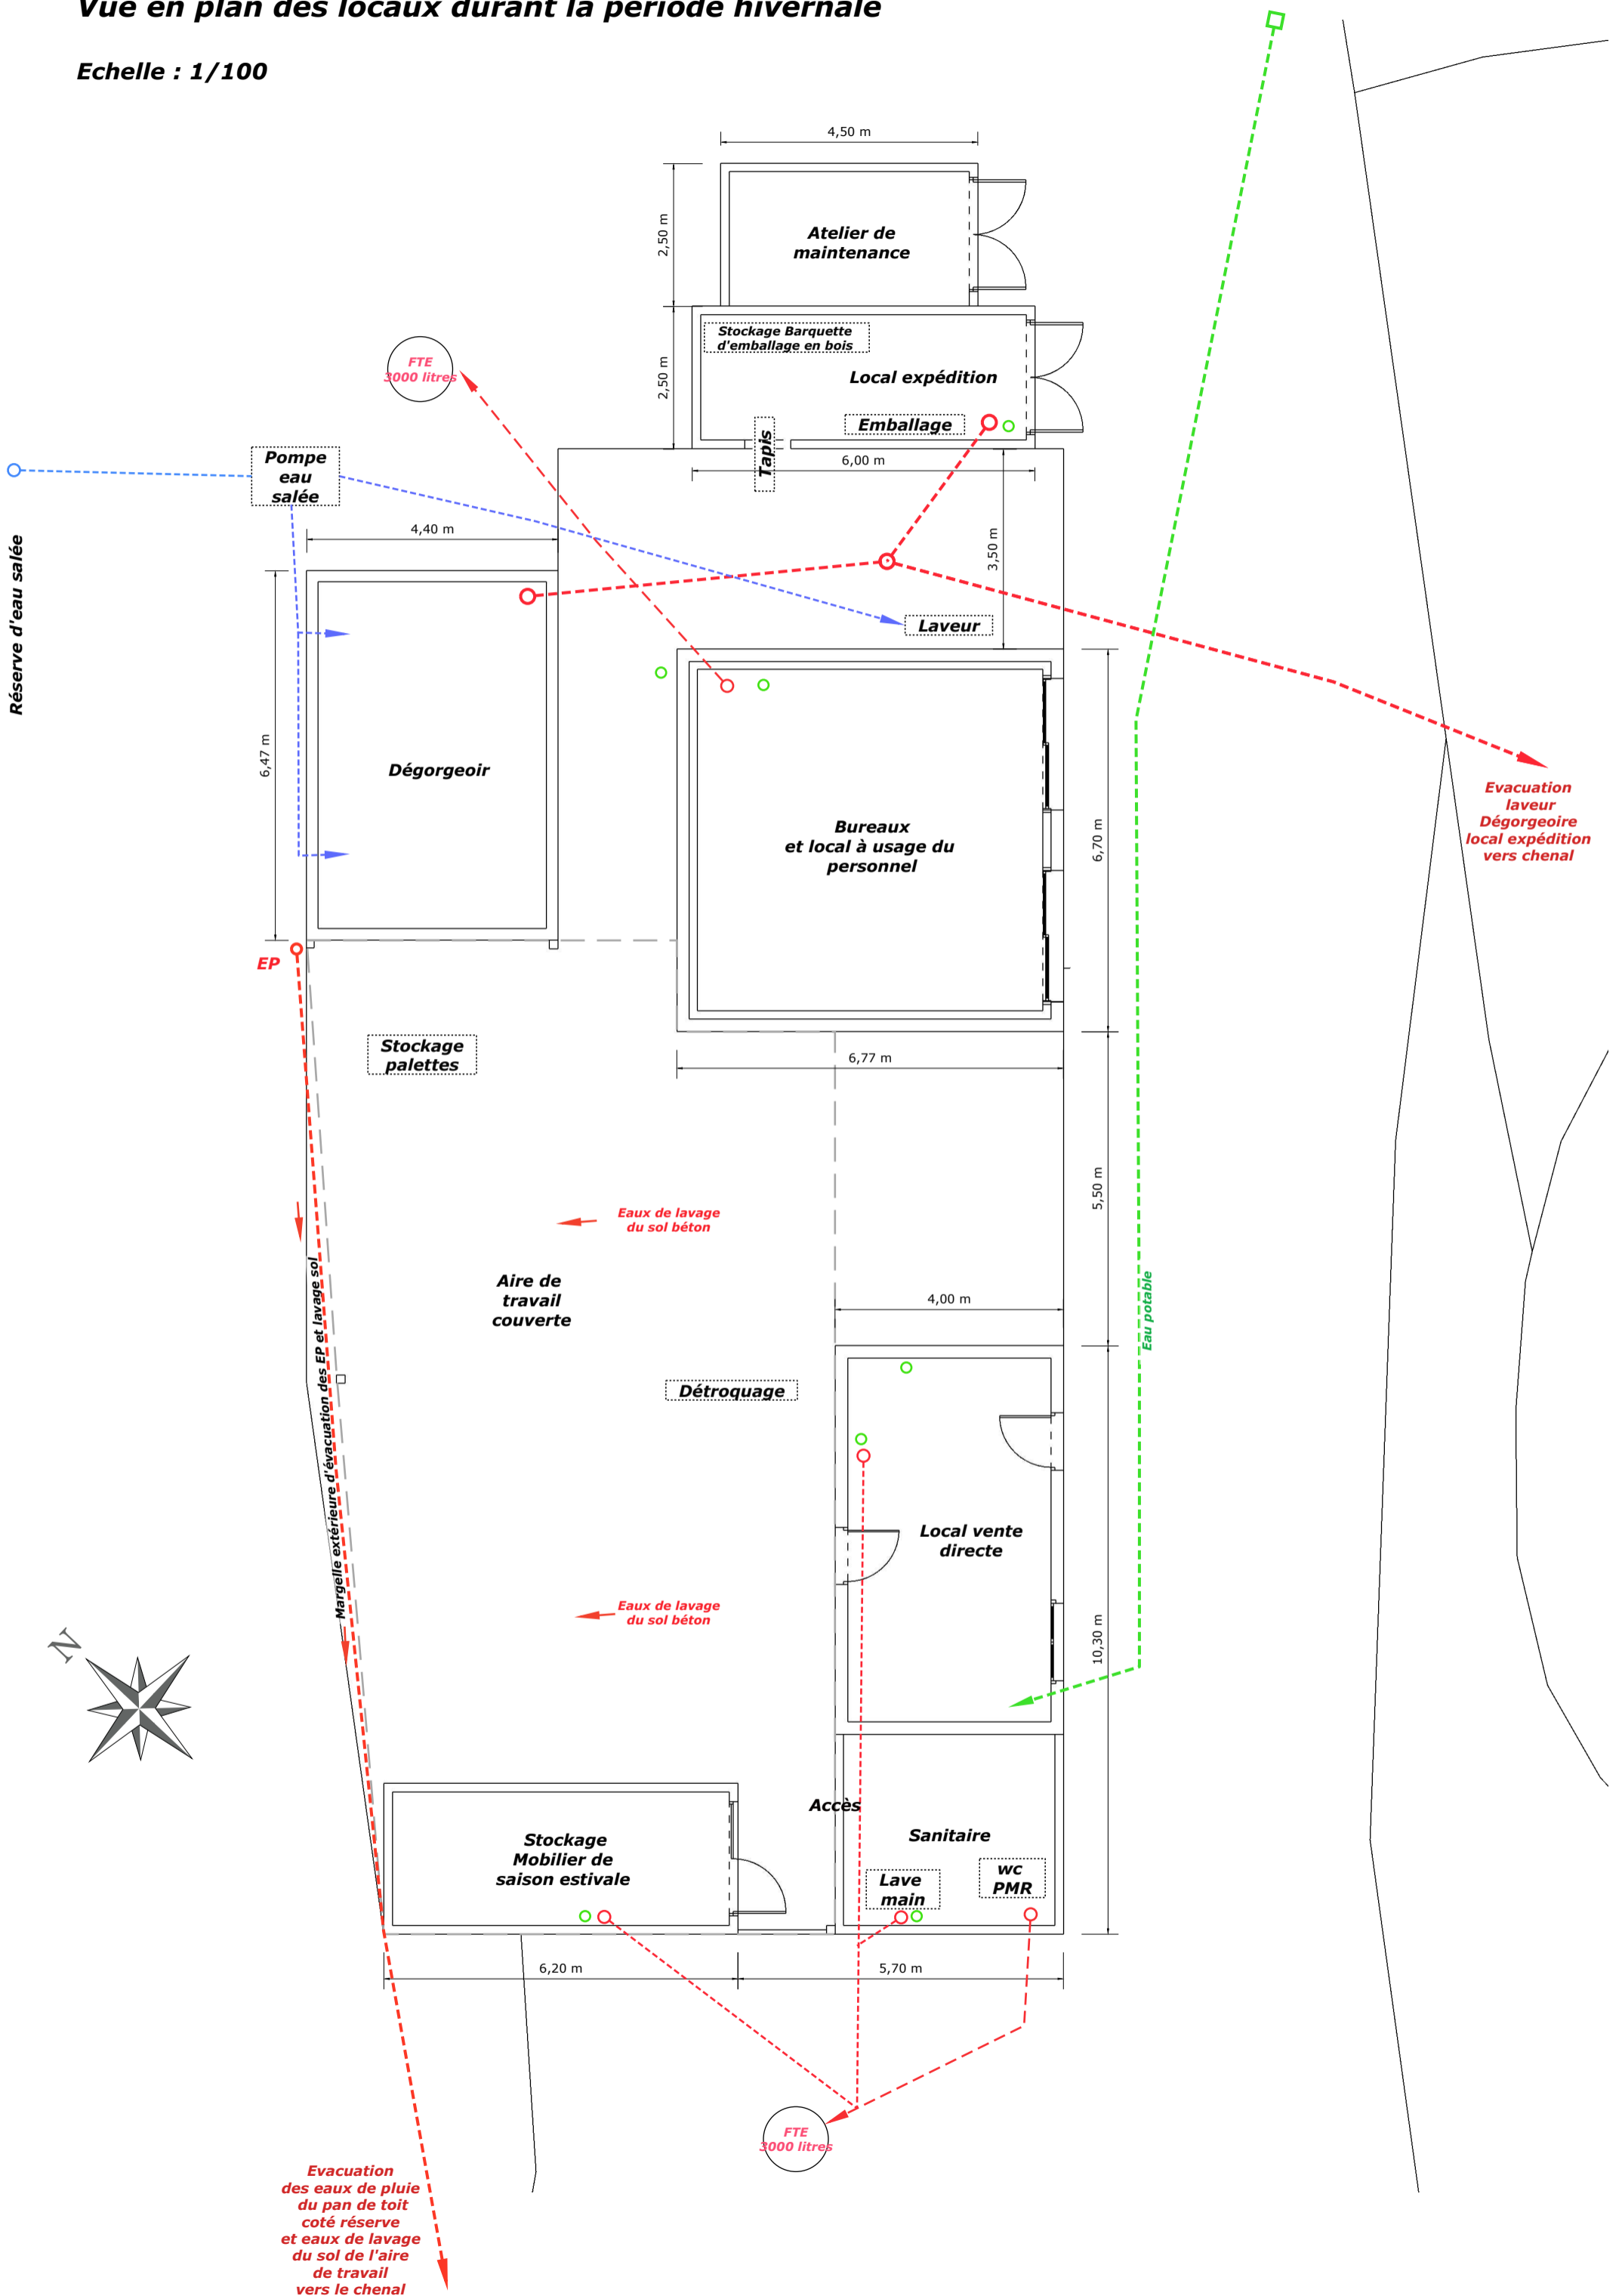 Vue en plan des locaux durant la période hivernale
Echelle : 1/100
4,50 m
2,50 m
Atelier de
maintenance
Stockage Barquette
d'emballage en bois
FTE
3000 litres
2,50 m
Local expédition
Emballage
Tapis
6,00 m
Pompe
eau
salée
4,40 m
3,50 m
Réserve d'eau salée
Laveur
6,47 m
Dégorgeoir
Bureaux
et local à usage du
personnel
6,70 m
Evacuation
laveur
Dégorgeoire
local expédition
vers chenal
EP
Stockage
palettes
6,77 m
5,50 m
Eaux de lavage
du sol béton
Aire de
travail
couverte
4,00 m
Eau potable
Margelle extérieure d'évacuation des EP et lavage sol
Détroquage
Local vente
directe
Eaux de lavage
du sol béton
10,30 m
N
Accès
Stockage
Mobilier de
saison estivale
Sanitaire
Lave
main
wc
PMR
6,20 m
5,70 m
FTE
3000 litres
Evacuation
des eaux de pluie
du pan de toit
coté réserve
et eaux de lavage
du sol de l'aire
de travail
vers le chenal